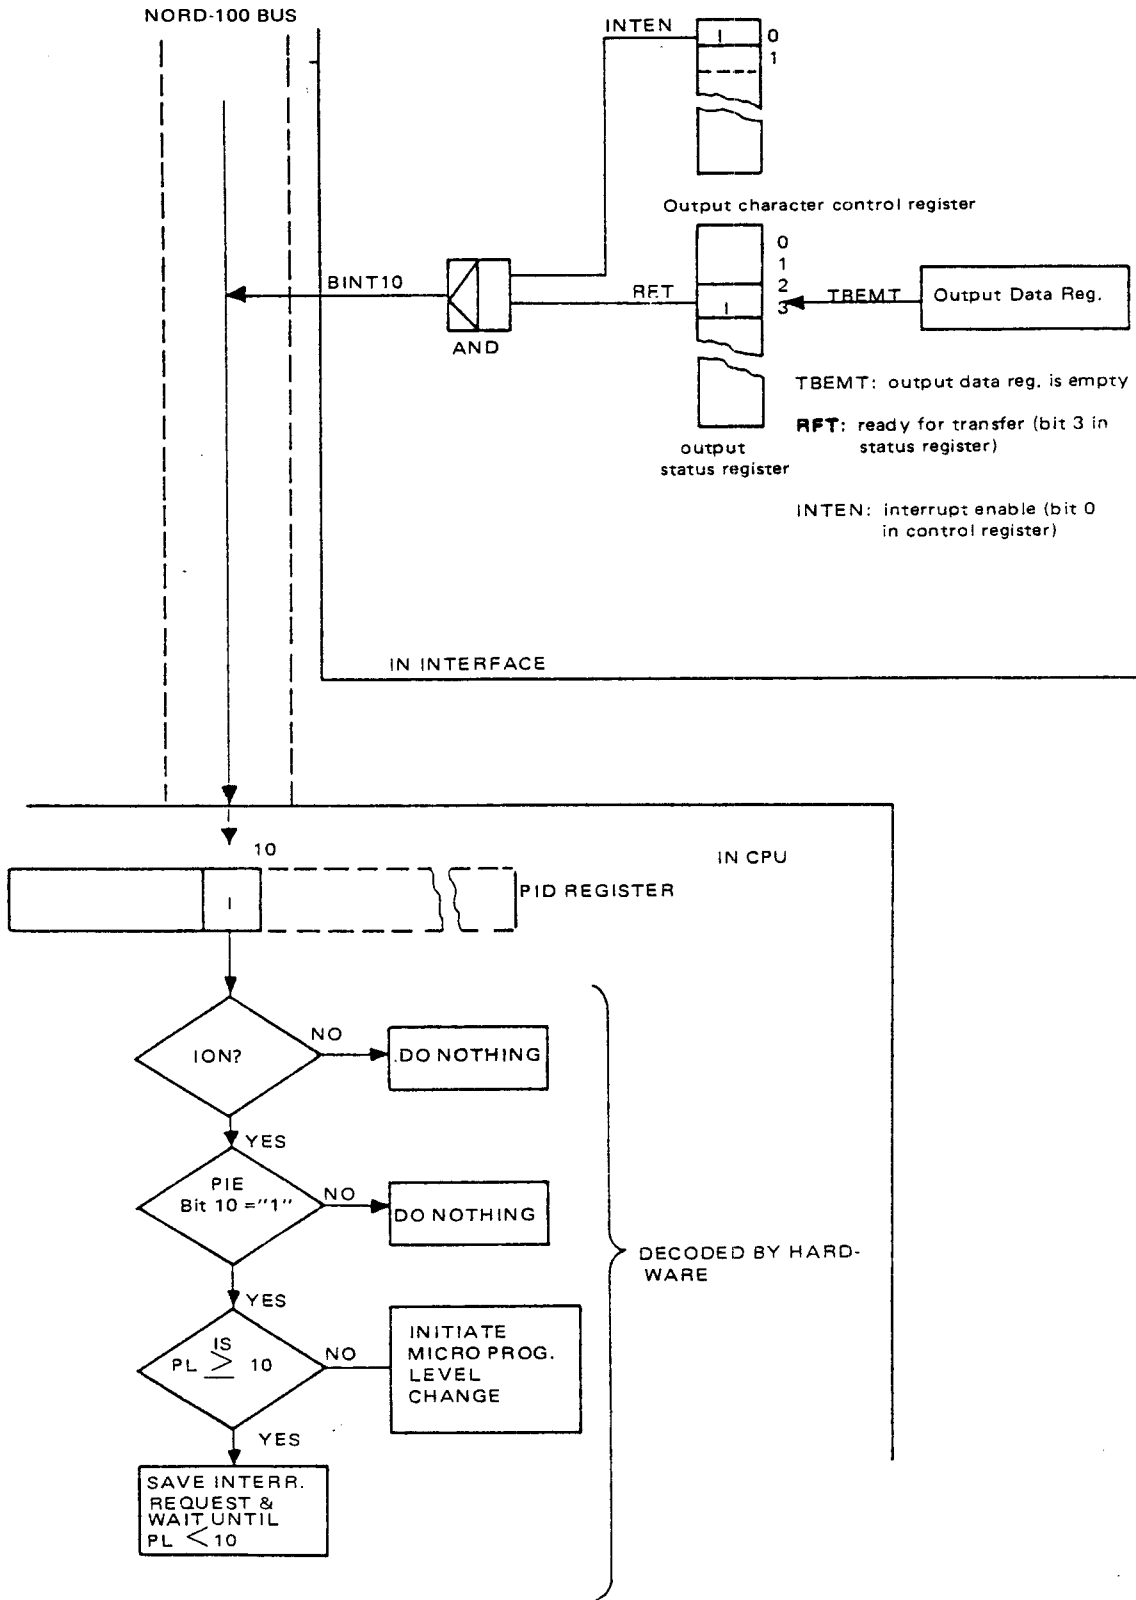 NORD-100 BUS
INTEN
I
0
1
Output character control register
0
1
2
3
BINT10
RFT
I
TBEMT
Output Data Reg.
AND
TBEMT: output data reg. is empty
RFT: ready for transfer (bit 3 in
status register)
output
status register
INTEN: interrupt enable (bit 0
in control register)
IN INTERFACE
10
IN CPU
I
PID REGISTER
ION?
NO
.DO NOTHING
YES
PIE
Bit 10 ="1"
NO
DO NOTHING
DECODED BY HARD-
WARE
YES
IS
PL ≥ 10
NO
INITIATE
MICRO PROG.
LEVEL
CHANGE
YES
SAVE INTERR.
REQUEST &
WAIT UNTIL
PL < 10